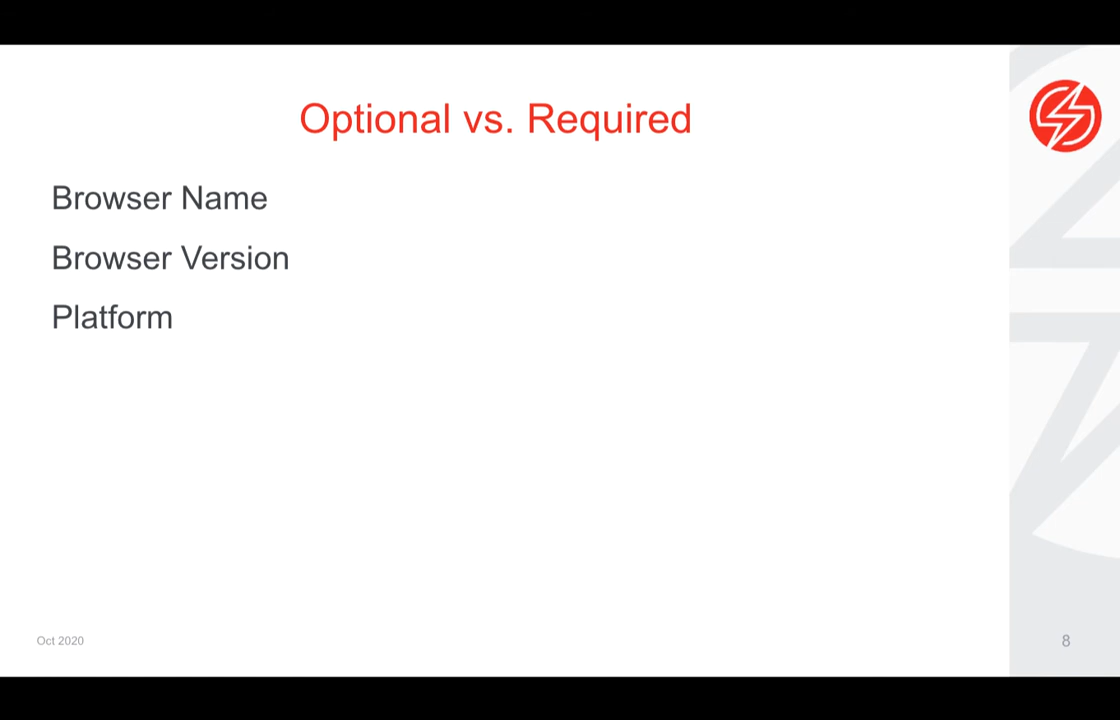 Optional vs. Required
Browser Name
Browser Version
Platform
Oct 2020
8